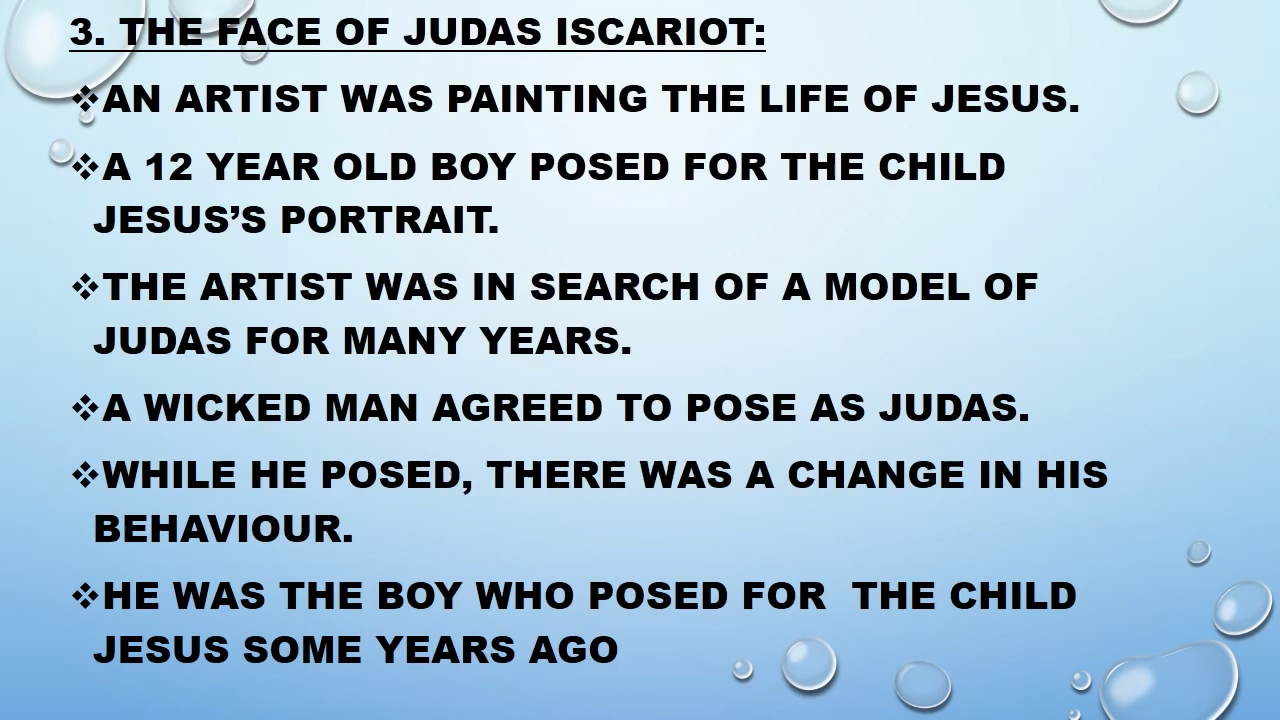 3. THE FACE OF JUDAS ISCARIOT:
❖AN ARTIST WAS PAINTING THE LIFE OF JESUS.
❖A 12 YEAR OLD BOY POSED FOR THE CHILD
JESUS’S PORTRAIT.
❖THE ARTIST WAS IN SEARCH OF A MODEL OF
JUDAS FOR MANY YEARS.
❖A WICKED MAN AGREED TO POSE AS JUDAS.
❖WHILE HE POSED, THERE WAS A CHANGE IN HIS
BEHAVIOUR.
❖HE WAS THE BOY WHO POSED FOR  THE CHILD
JESUS SOME YEARS AGO